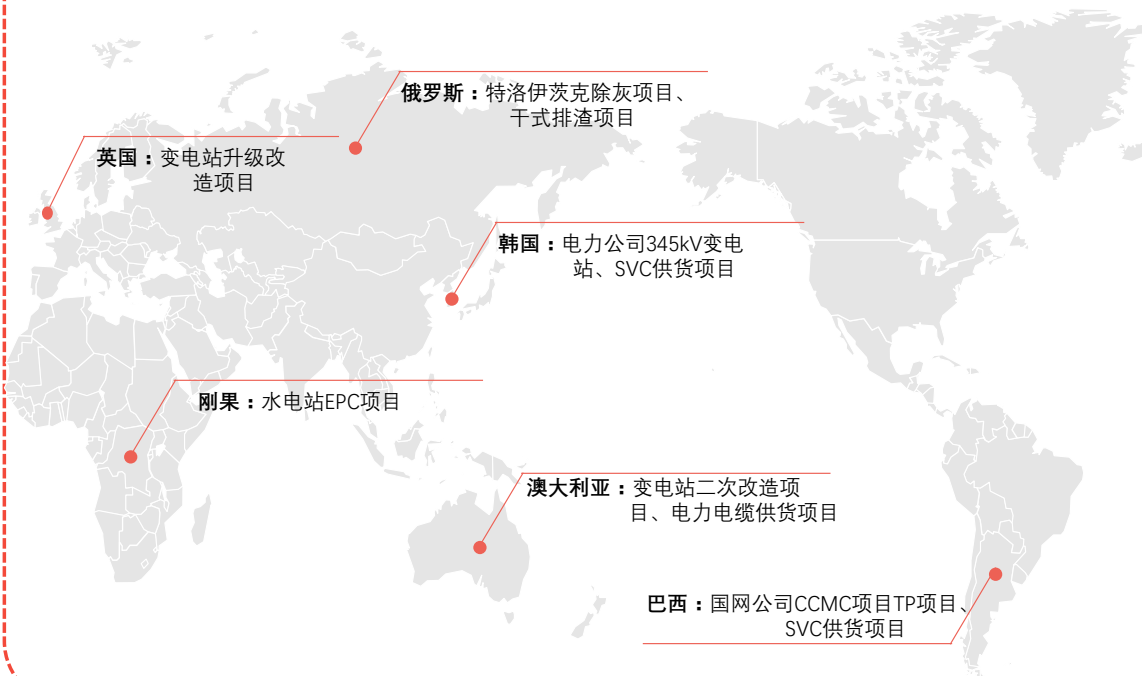 俄罗斯：特洛伊茨克除灰项目、
干式排渣项目
英国：变电站升级改
造项目
韩国：电力公司345kV变电
站、SVC供货项目
刚果：水电站EPC项目
澳大利亚：变电站二次改造项
目、电力电缆供货项目
巴西：国网公司CCMC项目TP项目、
SVC供货项目